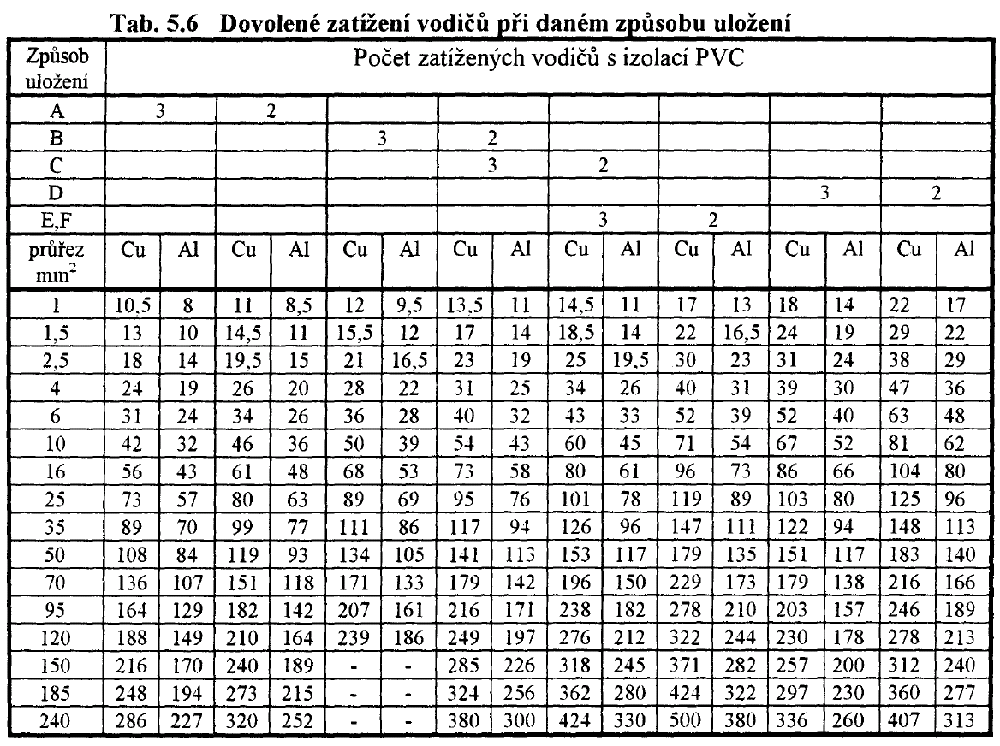 Tab. 5.6 Dovolené zatížení vodičů při daném způsobu uložení
Způsob uložení Počet zatížených vodičů s izolací PVC
A 3 2
B 3 2
C 3 2
D 3 2
E,F 3 2
průřez mm² Cu Al Cu Al Cu Al Cu Al Cu Al Cu Al Cu Al Cu Al
1 10,5 8 11 8,5 12 9,5 13,5 11 14,5 11 17 13 18 14 22 17
1,5 13 10 14,5 11 15,5 12 17 14 18,5 14 22 16,5 24 19 29 22
2,5 18 14 19,5 15 21 16,5 23 19 25 19,5 30 23 31 24 38 29
4 24 19 26 20 28 22 31 25 34 26 40 31 39 30 47 36
6 31 24 34 26 36 28 40 32 43 33 52 39 52 40 63 48
10 42 32 46 36 50 39 54 43 60 45 71 54 67 52 81 62
16 56 43 61 48 68 53 73 58 80 61 96 73 86 66 104 80
25 73 57 80 63 89 69 95 76 101 78 119 89 103 80 125 96
35 89 70 99 77 111 86 117 94 126 96 147 111 122 94 148 113
50 108 84 119 93 134 105 141 113 153 117 179 135 151 117 183 140
70 136 107 151 118 171 133 179 142 196 150 229 173 179 138 216 166
95 164 129 182 142 207 161 216 171 238 182 278 210 203 157 246 189
120 188 149 210 164 239 186 249 197 276 212 322 244 230 178 278 213
150 216 170 240 189 - - 285 226 318 245 371 282 257 200 312 240
185 248 194 273 215 - - 324 256 362 280 424 322 297 230 360 277
240 286 227 320 252 - - 380 300 424 330 500 380 336 260 407 313